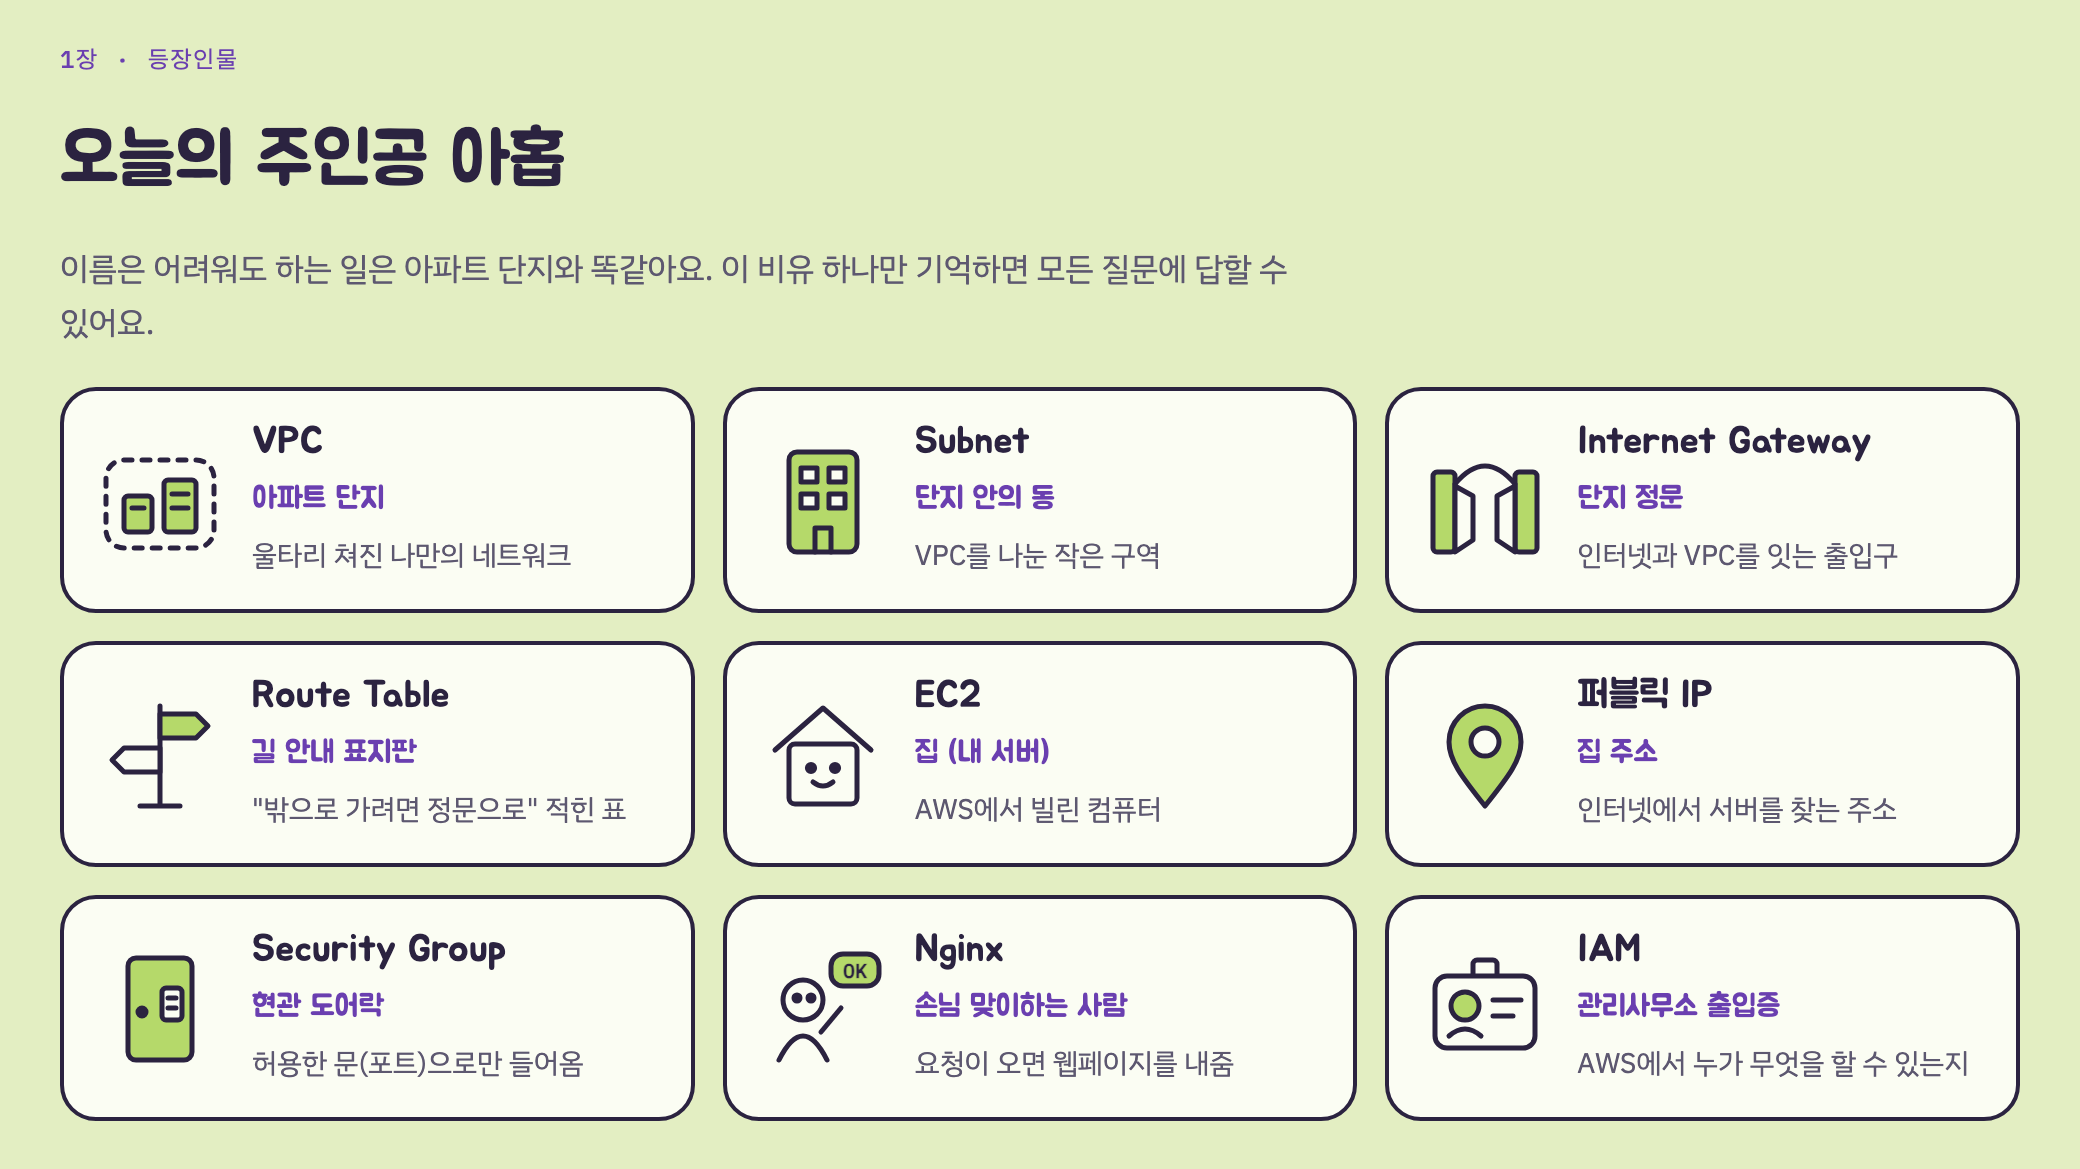 1장 · 등장인물
오늘의 주인공 아홉
이름은 어려워도 하는 일은 아파트 단지와 똑같아요. 이 비유 하나만 기억하면 모든 질문에 답할 수
있어요.
VPC
아파트 단지
울타리 쳐진 나만의 네트워크
Subnet
단지 안의 동
VPC를 나눈 작은 구역
Internet Gateway
단지 정문
인터넷과 VPC를 잇는 출입구
Route Table
길 안내 표지판
"밖으로 가려면 정문으로" 적힌 표
EC2
집 (내 서버)
AWS에서 빌린 컴퓨터
퍼블릭 IP
집 주소
인터넷에서 서버를 찾는 주소
Security Group
현관 도어락
허용한 문(포트)으로만 들어옴
OK
Nginx
손님 맞이하는 사람
요청이 오면 웹페이지를 내줌
IAM
관리사무소 출입증
AWS에서 누가 무엇을 할 수 있는지